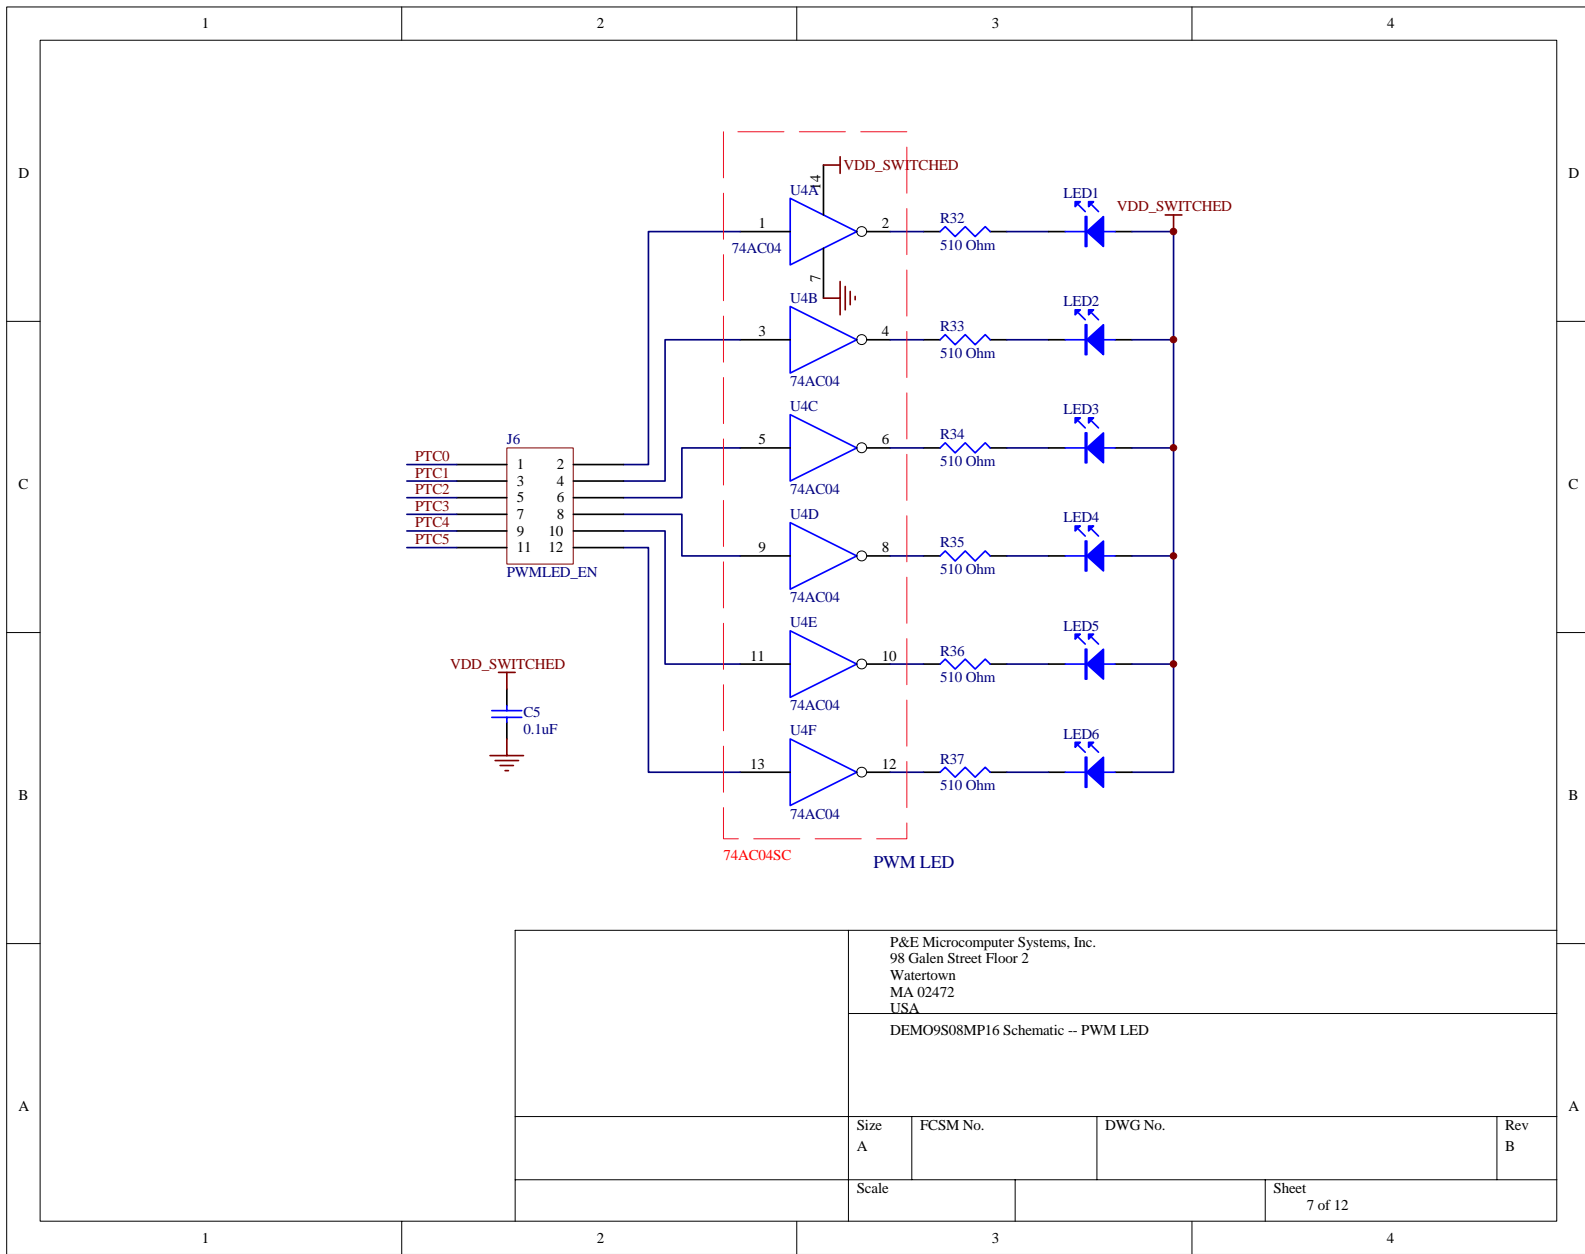 1 2 3 4
D D
VDD_SWITCHED
14
U4A
LED1
VDD_SWITCHED
1 2
R32
74AC04
510 Ohm
7
U4B
LED2
3 4
R33
510 Ohm
74AC04
U4C
LED3
5 6
R34
510 Ohm
74AC04
J6
PTC0 1 2
PTC1 3 4
PTC2 5 6
PTC3 7 8
PTC4 9 10
PTC5 11 12
PWMLED_EN
C C
U4D
LED4
9 8
R35
510 Ohm
74AC04
U4E
LED5
11 10
R36
510 Ohm
74AC04
VDD_SWITCHED
C5
0.1uF
U4F
LED6
13 12
R37
510 Ohm
74AC04
B B
74AC04SC
PWM LED
P&E Microcomputer Systems, Inc.
98 Galen Street Floor 2
Watertown
MA 02472
USA
DEMO9S08MP16 Schematic -- PWM LED
A A
Size FCSM No. DWG No. Rev
A B
Scale Sheet
7 of 12
1 2 3 4